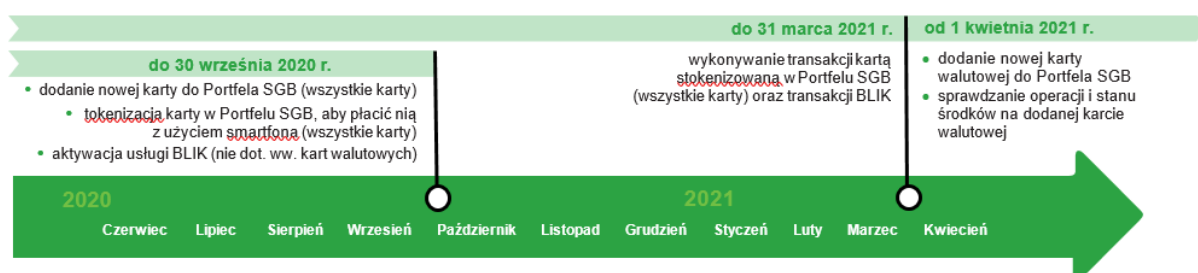 do 31 marca 2021 r.
od 1 kwietnia 2021 r.
do 30 września 2020 r.
• dodanie nowej karty do Portfela SGB (wszystkie karty)
• tokenizacja karty w Portfelu SGB, aby płacić nią
z użyciem smartfona (wszystkie karty)
• aktywacja usługi BLIK (nie dot. ww. kart walutowych)
wykonywanie transakcji kartą
stokenizowaną w Portfelu SGB
(wszystkie karty) oraz transakcji BLIK
• dodanie nowej karty
walutowej do Portfela SGB
• sprawdzanie operacji i stanu
środków na dodanej karcie
walutowej
2020
2021
Czerwiec Lipiec Sierpień Wrzesień Październik Listopad Grudzień Styczeń Luty Marzec Kwiecień